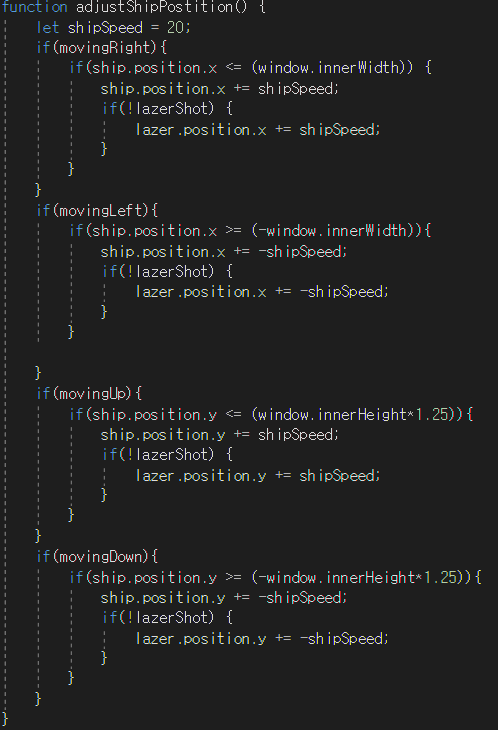 function adjustShipPostition() {
let shipSpeed = 20;
if(movingRight){
if(ship.position.x <= (window.innerWidth)) {
ship.position.x += shipSpeed;
if(!lazerShot) {
lazer.position.x += shipSpeed;
}
}
}
if(movingLeft){
if(ship.position.x >= (-window.innerWidth)){
ship.position.x += -shipSpeed;
if(!lazerShot) {
lazer.position.x += -shipSpeed;
}
}
}
if(movingUp){
if(ship.position.y <= (window.innerHeight*1.25)){
ship.position.y += shipSpeed;
if(!lazerShot) {
lazer.position.y += shipSpeed;
}
}
}
if(movingDown){
if(ship.position.y >= (-window.innerHeight*1.25)){
ship.position.y += -shipSpeed;
if(!lazerShot) {
lazer.position.y += -shipSpeed;
}
}
}
}